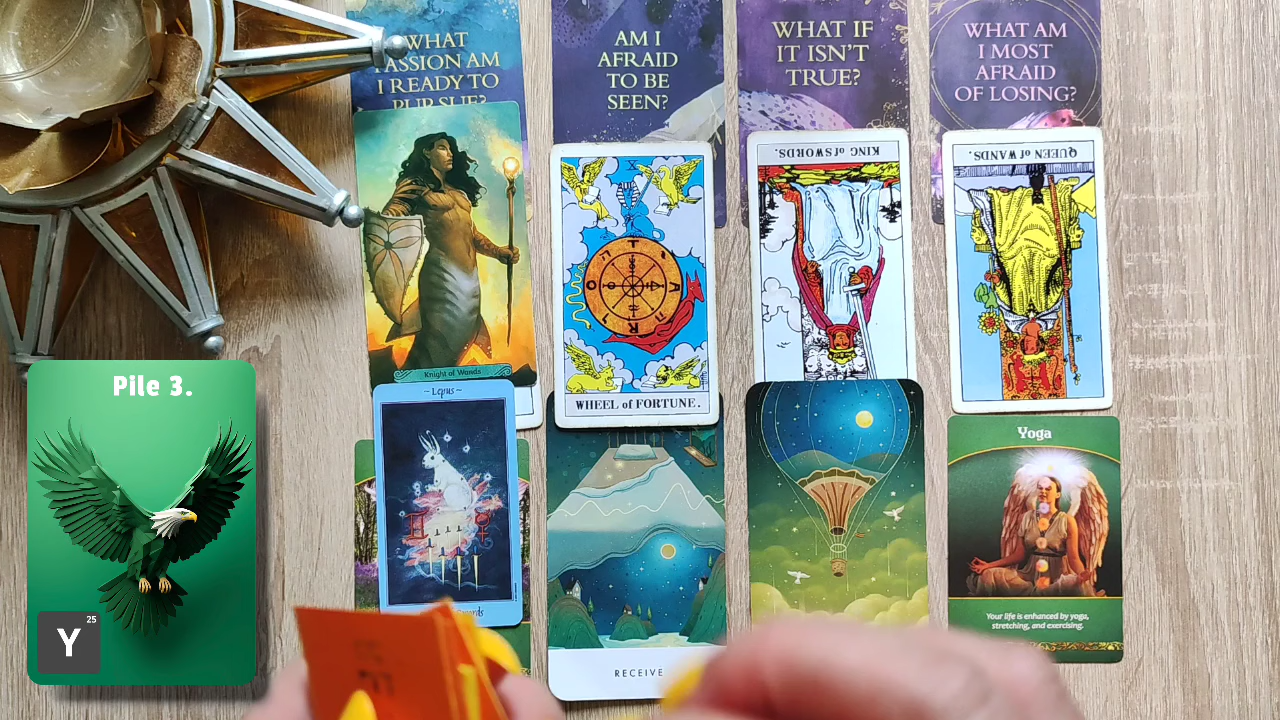 WHAT
PASSION AM
I READY TO
PURSUE?
AM I
AFRAID
TO BE
SEEN?
WHAT IF
IT ISN'T
TRUE?
WHAT AM
I MOST
AFRAID
OF LOSING?
Knight of Wands
X
T
A
R
O
WHEEL of FORTUNE.
KING of SWORDS.
QUEEN of WANDS.
Pile 3.
Y
25
~ Lepus ~
RECEIVE
Yoga
Your life is enhanced by yoga,
stretching, and exercising.